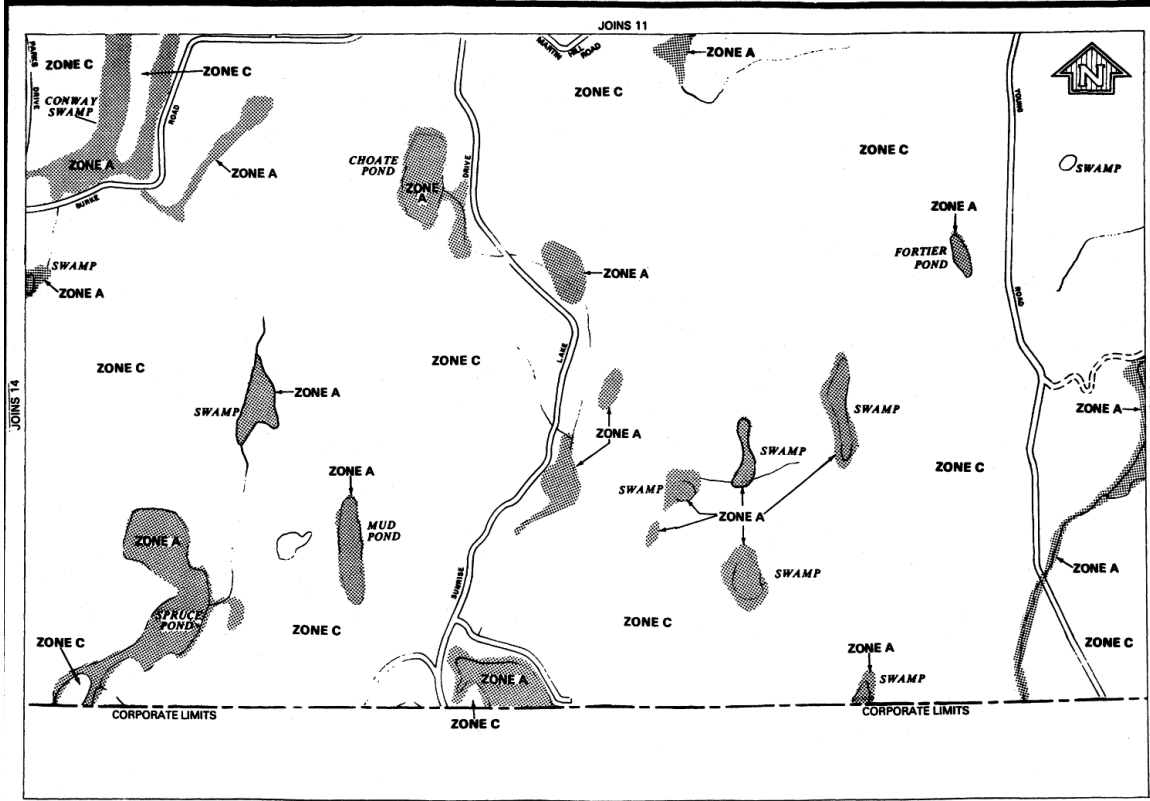 JOINS 11
MARTIN HILL
ROAD
ZONE A
N
PARKS
DRIVE
ZONE C
ZONE C
CONWAY
SWAMP
ROAD
ZONE C
YOUNG
ZONE A
ZONE A
CHOATE
POND
ZONE
A
DRIVE
ZONE C
SWAMP
BURKE
ZONE A
FORTIER
POND
SWAMP
ZONE A
ZONE A
ROAD
ZONE C
ZONE C
LAKE
JOINS 14
ZONE A
SWAMP
SWAMP
ZONE A
ZONE A
SWAMP
ZONE C
ZONE A
SWAMP
ZONE A
MUD
POND
ZONE A
SUNRISE
SWAMP
ZONE A
SPRUCE
POND
ZONE C
ZONE C
ZONE C
ZONE C
ZONE A
SWAMP
ZONE A
CORPORATE LIMITS
ZONE C
CORPORATE LIMITS